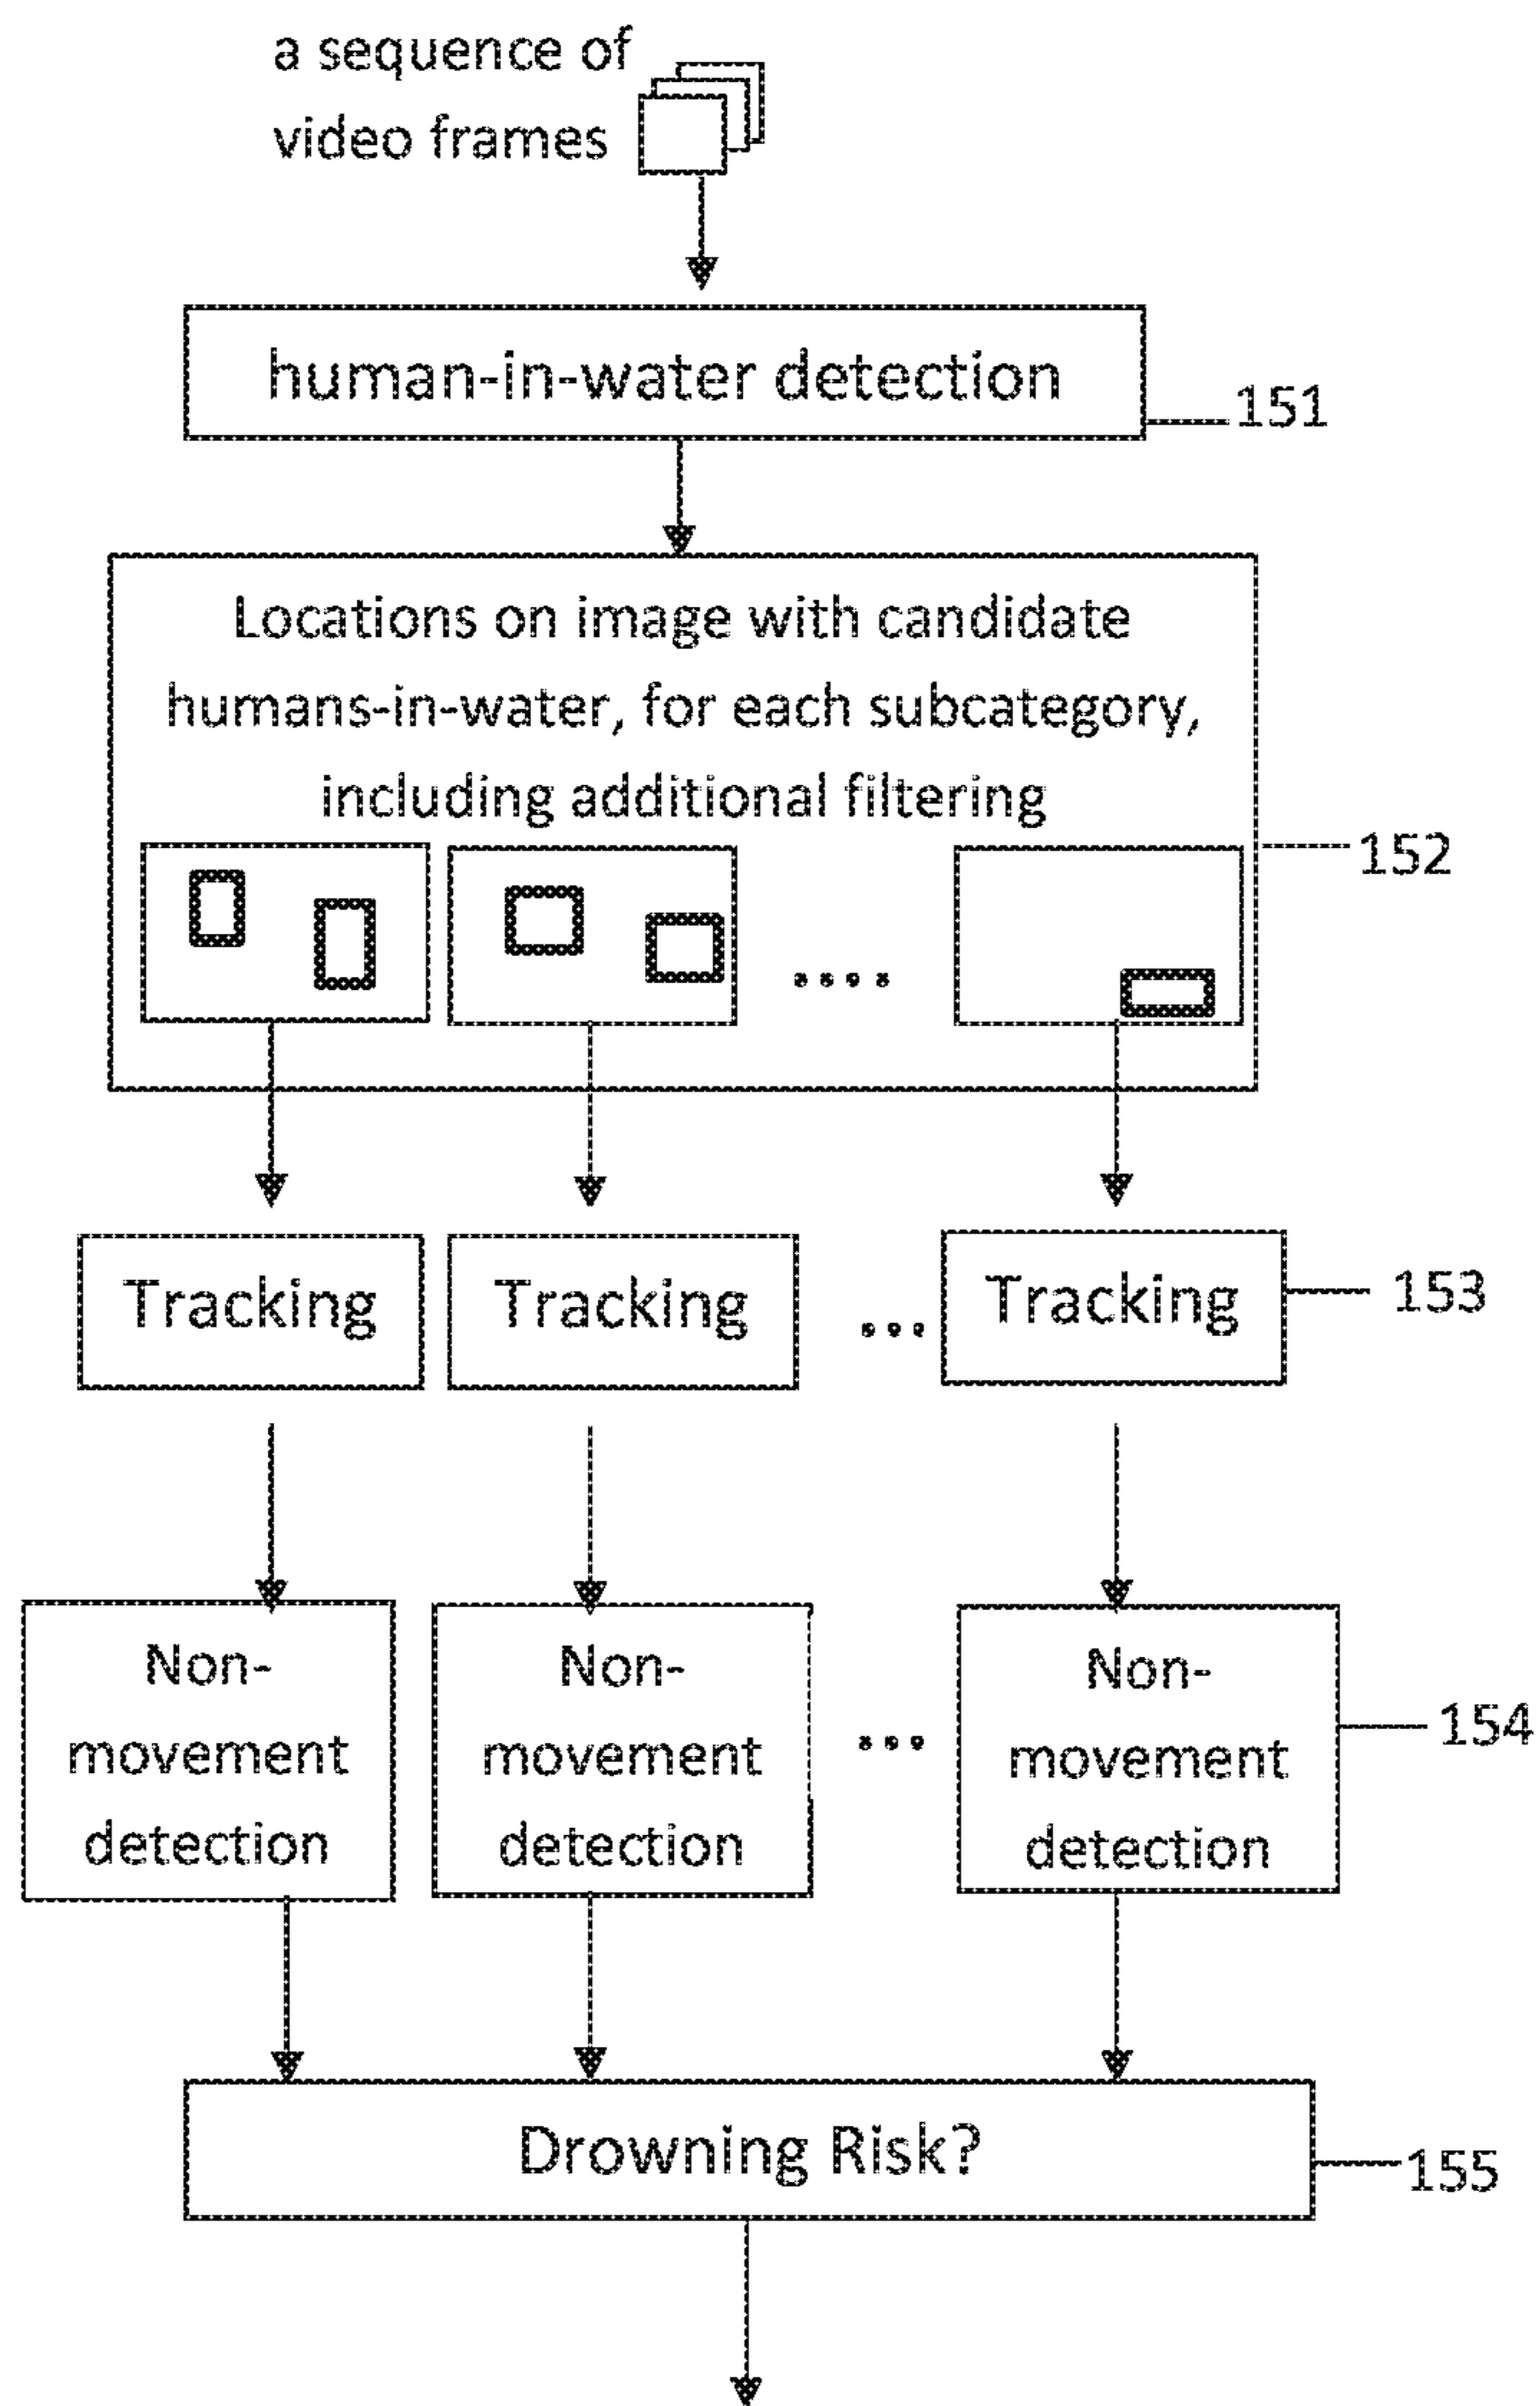 a sequence of
video frames
human-in-water detection
151
Locations on image with candidate
humans-in-water, for each subcategory,
including additional filtering
....
152
Tracking
Tracking
...
Tracking
153
Non-
movement
detection
Non-
movement
detection
...
Non-
movement
detection
154
Drowning Risk?
155